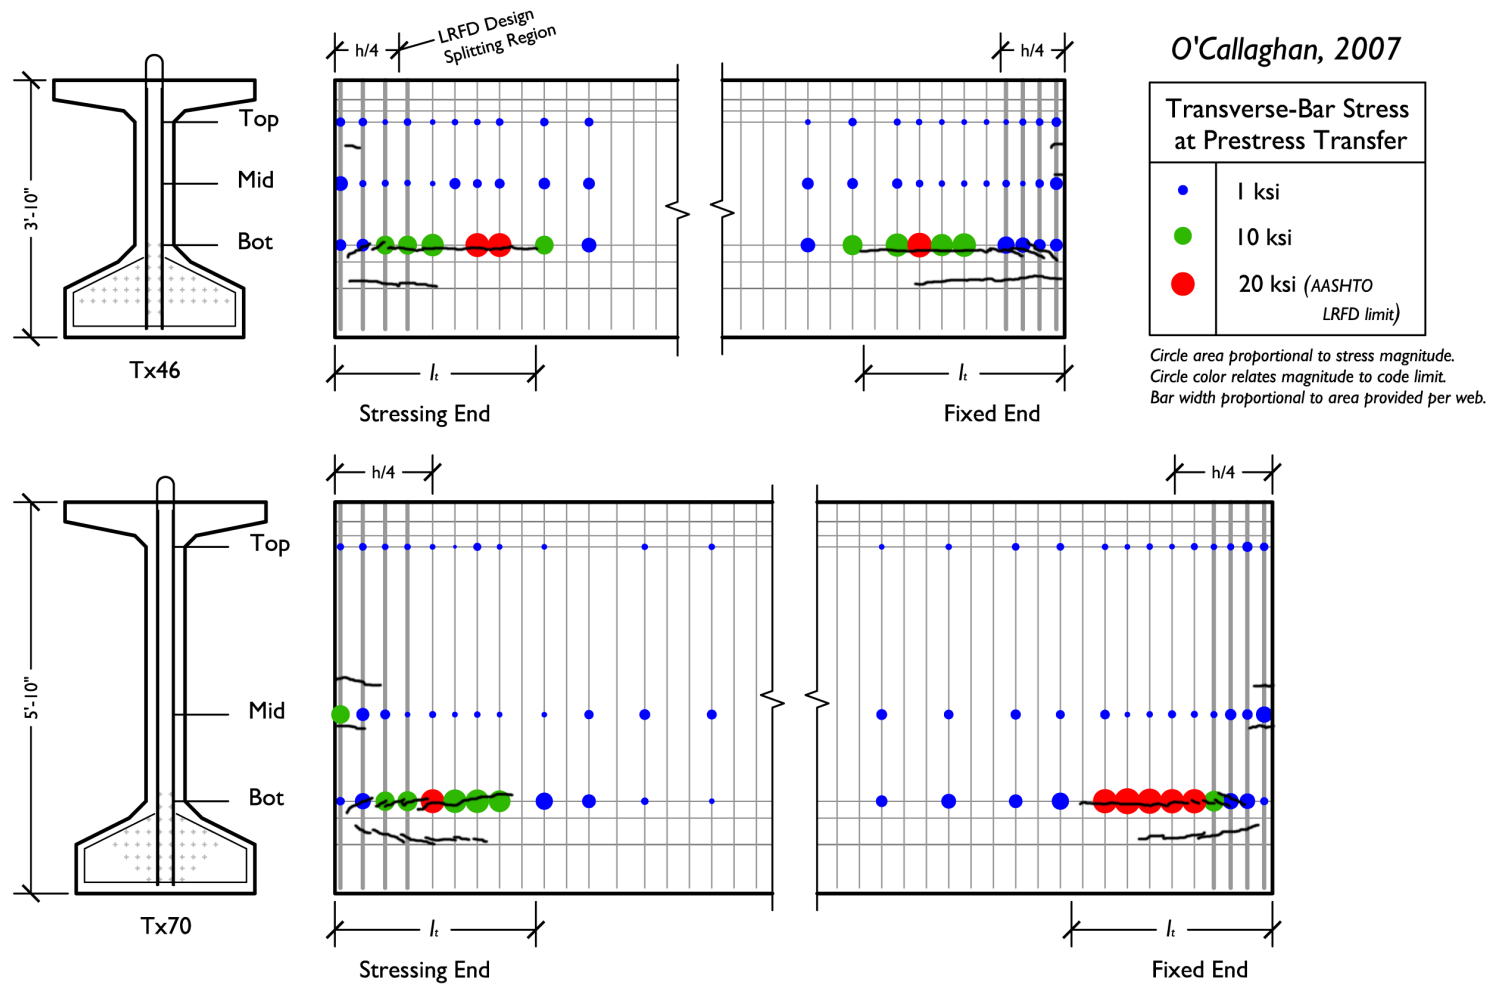 h/4
LRFD Design
Splitting Region
h/4
O'Callaghan, 2007
Transverse-Bar Stress
at Prestress Transfer
1 ksi
10 ksi
20 ksi (AASHTO
LRFD limit)
Circle area proportional to stress magnitude.
Circle color relates magnitude to code limit.
Bar width proportional to area provided per web.
3'-10"
Top
Mid
Bot
Tx46
lt
lt
Stressing End
Fixed End
h/4
h/4
5'-10"
Top
Mid
Bot
Tx70
lt
lt
Stressing End
Fixed End